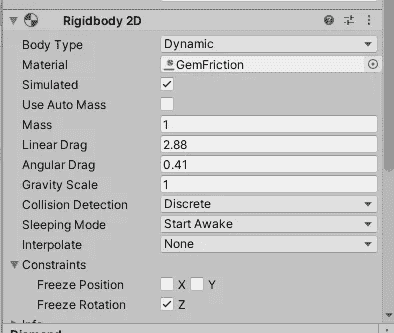 Rigidbody 2D
Body Type Dynamic
Material GemFriction
Simulated
Use Auto Mass
Mass 1
Linear Drag 2.88
Angular Drag 0.41
Gravity Scale 1
Collision Detection Discrete
Sleeping Mode Start Awake
Interpolate None
Constraints
Freeze Position X Y
Freeze Rotation Z
Info
Diamond